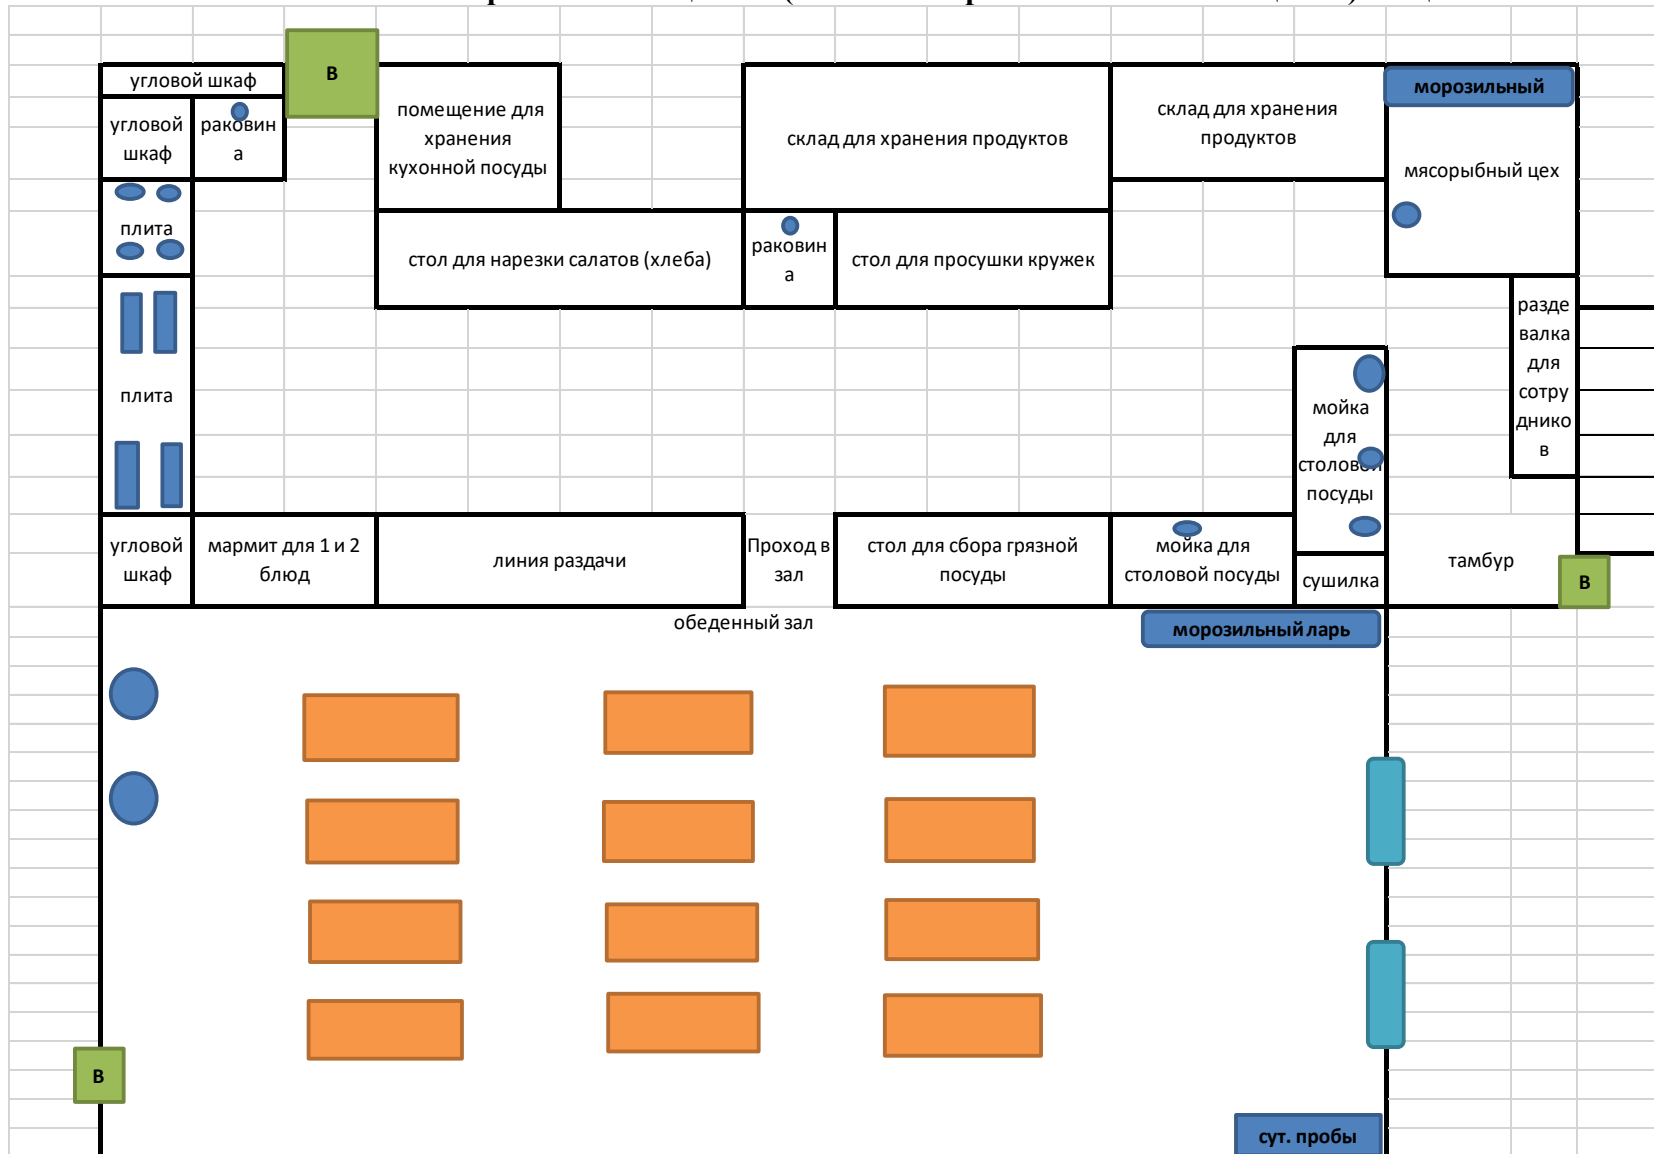 угловой шкаф
В
морозильный
помещение для
хранения
кухонной посуды
склад для хранения продуктов
склад для хранения
продуктов
угловой
шкаф
раковин
а
мясорыбный цех
плита
стол для нарезки салатов (хлеба)
раковин
а
стол для просушки кружек
разде
валка
для
сотру
днико
в
плита
мойка
для
столовой
посуды
угловой
шкаф
мармит для 1 и 2
блюд
линия раздачи
Проход в
зал
стол для сбора грязной
посуды
мойка для
столовой посуды
сушилка
тамбур
В
обеденный зал
морозильный ларь
В
сут. пробы